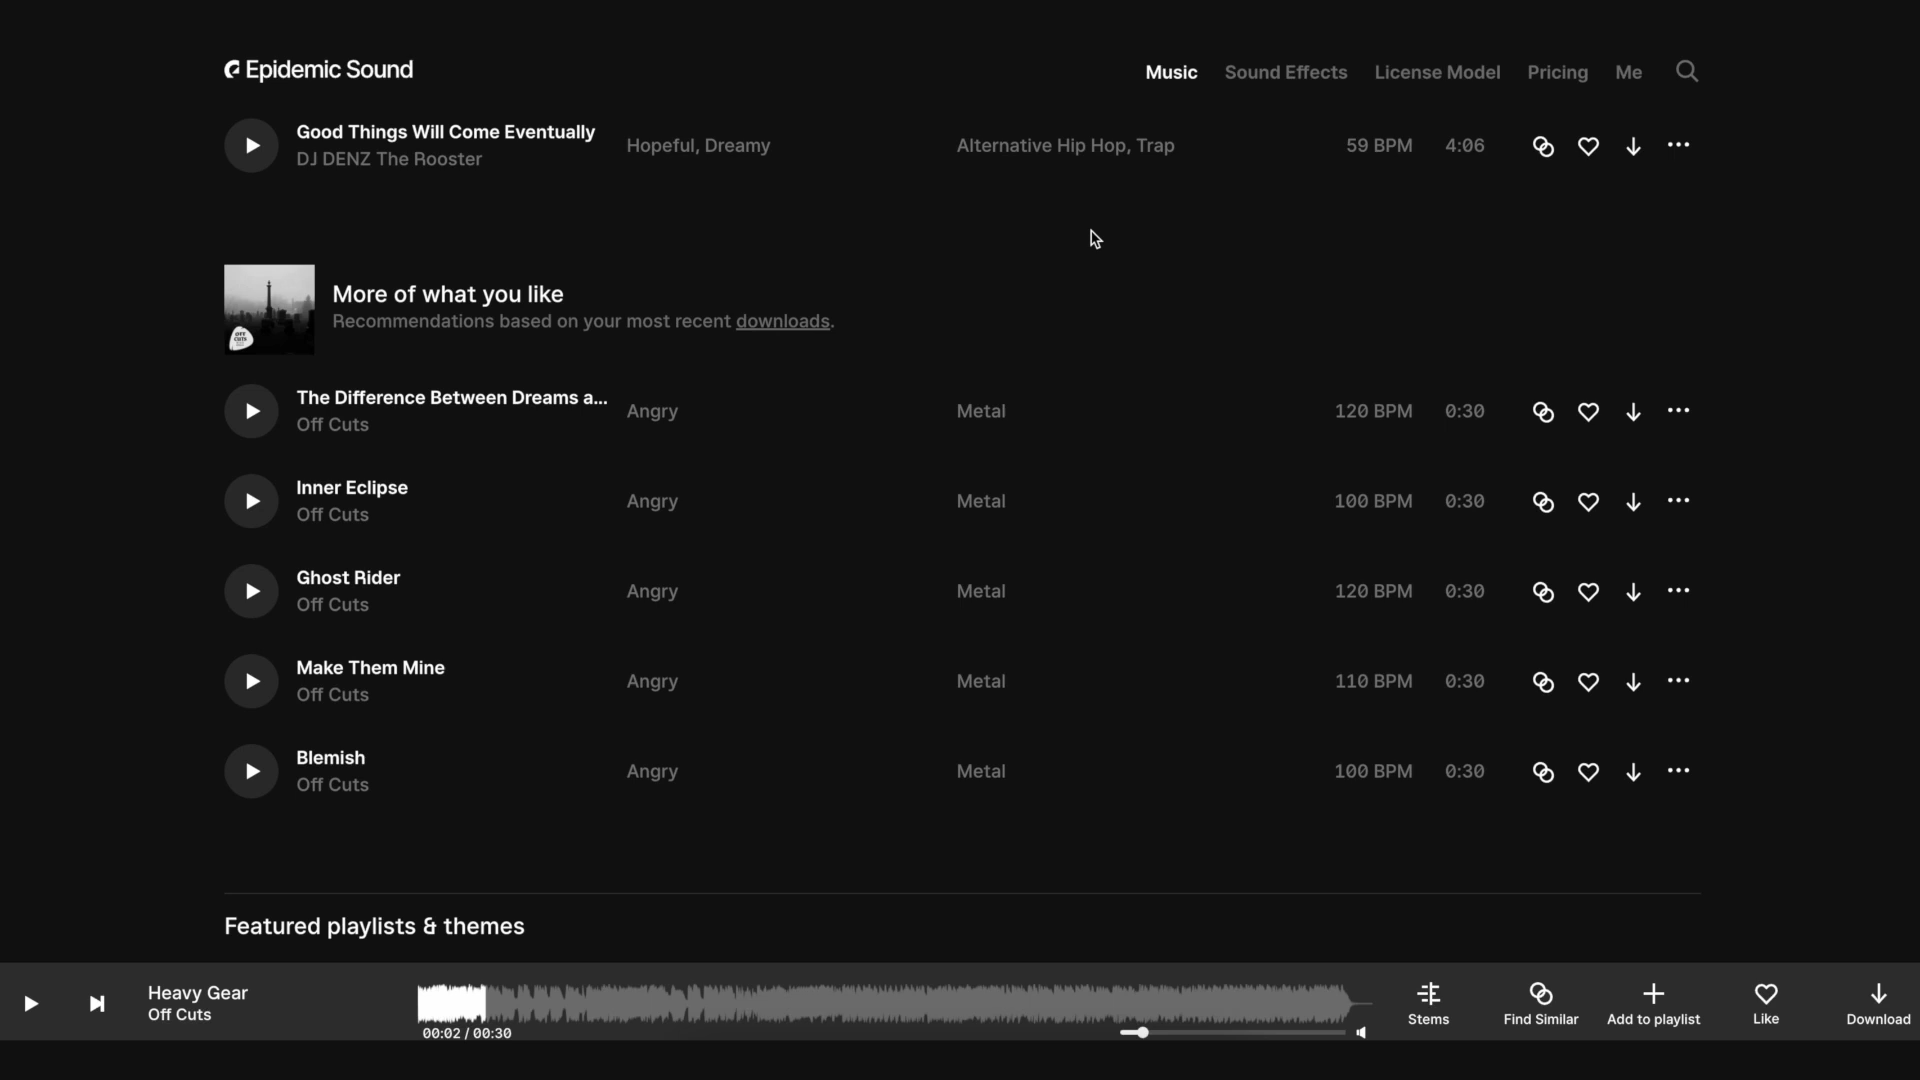 Epidemic Sound
Music Sound Effects License Model Pricing Me
Good Things Will Come Eventually
DJ DENZ The Rooster
Hopeful, Dreamy
Alternative Hip Hop, Trap
59 BPM
4:06
OFF
CUTS
More of what you like
Recommendations based on your most recent downloads.
The Difference Between Dreams a...
Off Cuts
Angry
Metal
120 BPM
0:30
Inner Eclipse
Off Cuts
Angry
Metal
100 BPM
0:30
Ghost Rider
Off Cuts
Angry
Metal
120 BPM
0:30
Make Them Mine
Off Cuts
Angry
Metal
110 BPM
0:30
Blemish
Off Cuts
Angry
Metal
100 BPM
0:30
Featured playlists & themes
Heavy Gear
Off Cuts
00:02 / 00:30
Stems
Find Similar
Add to playlist
Like
Download